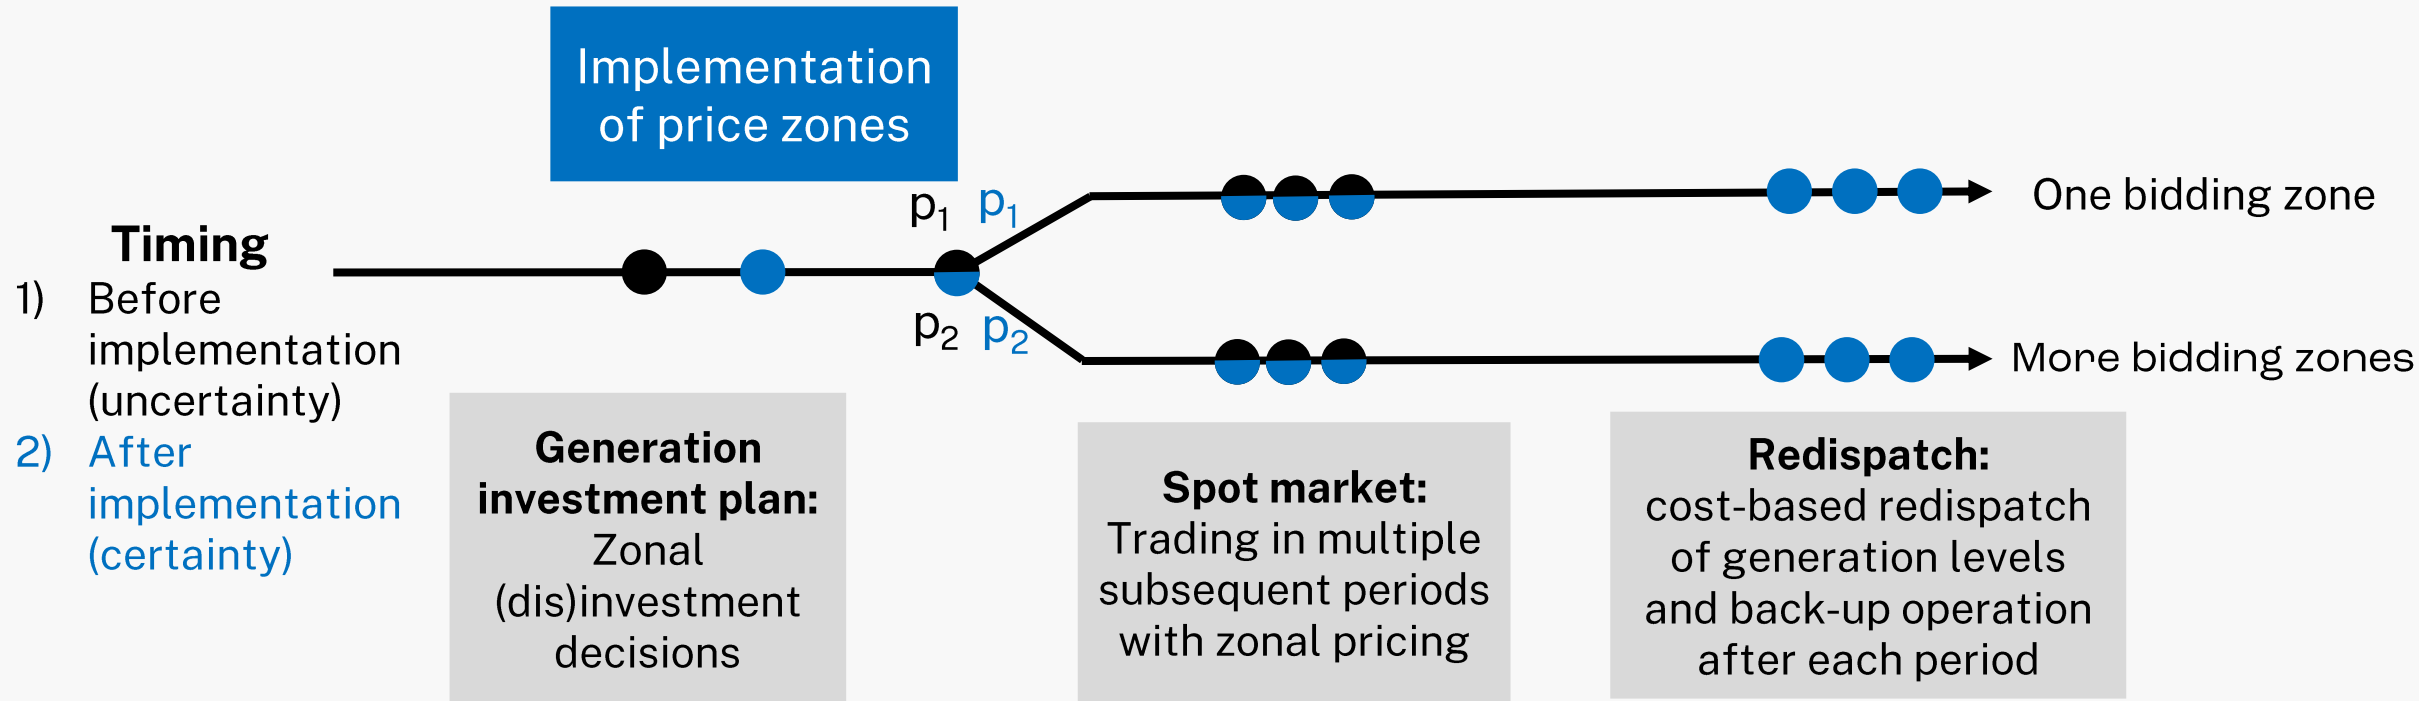 Implementation
of price zones
p1 p1
One bidding zone
Timing
1) Before
implementation
(uncertainty)
2) After
implementation
(certainty)
p2 p2
More bidding zones
Generation
investment plan:
Zonal
(dis)investment
decisions
Spot market:
Trading in multiple
subsequent periods
with zonal pricing
Redispatch:
cost-based redispatch
of generation levels
and back-up operation
after each period